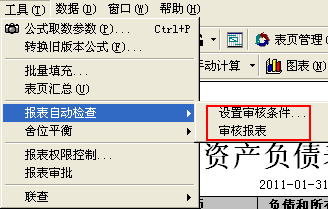 工具(T) 数据(D) 窗口(W) 帮助(H)
公式取数参数(F)... Ctrl+P
转换旧版本公式(F)...
表页管理
批量填充...
手动计算 图表
表页汇总(U)
报表自动检查
设置审核条件...
舍位平衡
审核报表
报表权限控制...
报表审批
资产负债表
2011-01-31
联查
负债和所有